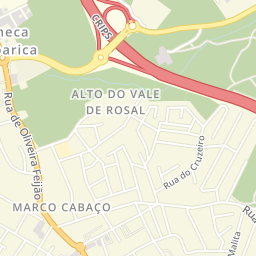 CRIPS
neca
parica
ALTO DO VALE
DE ROSAL
Rua de Oliveira Feijão
Rua do Cruzeiro
MARCO CABAÇO
Rua
Malita